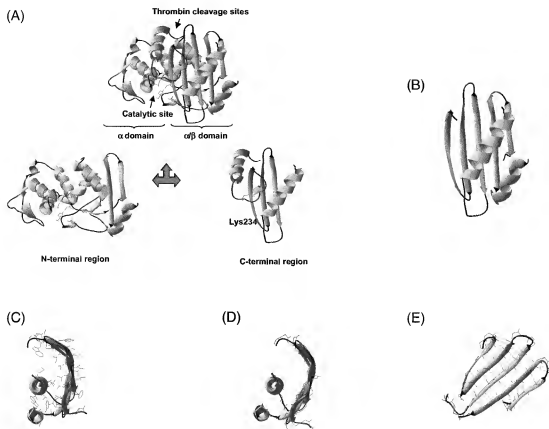 (A)
Thrombin cleavage sites
(B)
Catalytic site
α domain
α/β domain
Lys234
N-terminal region
C-terminal region
(C)
(D)
(E)